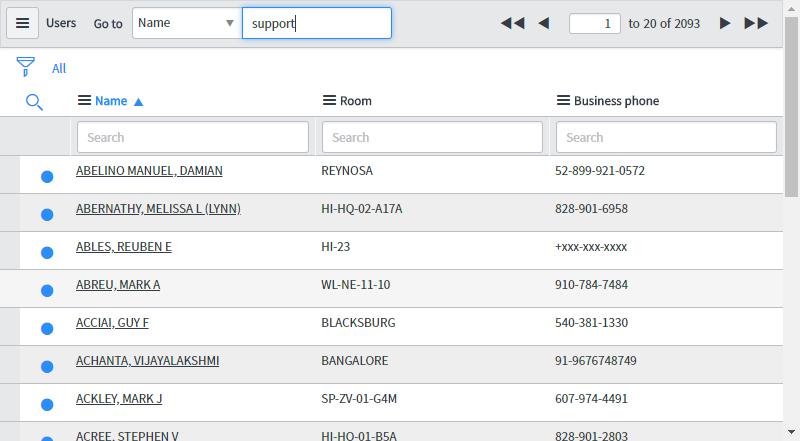 Users Go to Name support 1 to 20 of 2093
All
Name Room Business phone
Search Search Search
ABELINO MANUEL, DAMIAN REYNOSA 52-899-921-0572
ABERNATHY, MELISSA L (LYNN) HI-HQ-02-A17A 828-901-6958
ABLES, REUBEN E HI-23 +xxx-xxx-xxxx
ABREU, MARK A WL-NE-11-10 910-784-7484
ACCIAI, GUY F BLACKSBURG 540-381-1330
ACHANTA, VIJAYALAKSHMI BANGALORE 91-9676748749
ACKLEY, MARK J SP-ZV-01-G4M 607-974-4491
ACREE, STEPHEN V HI-HQ-01-B5A 828-901-2803